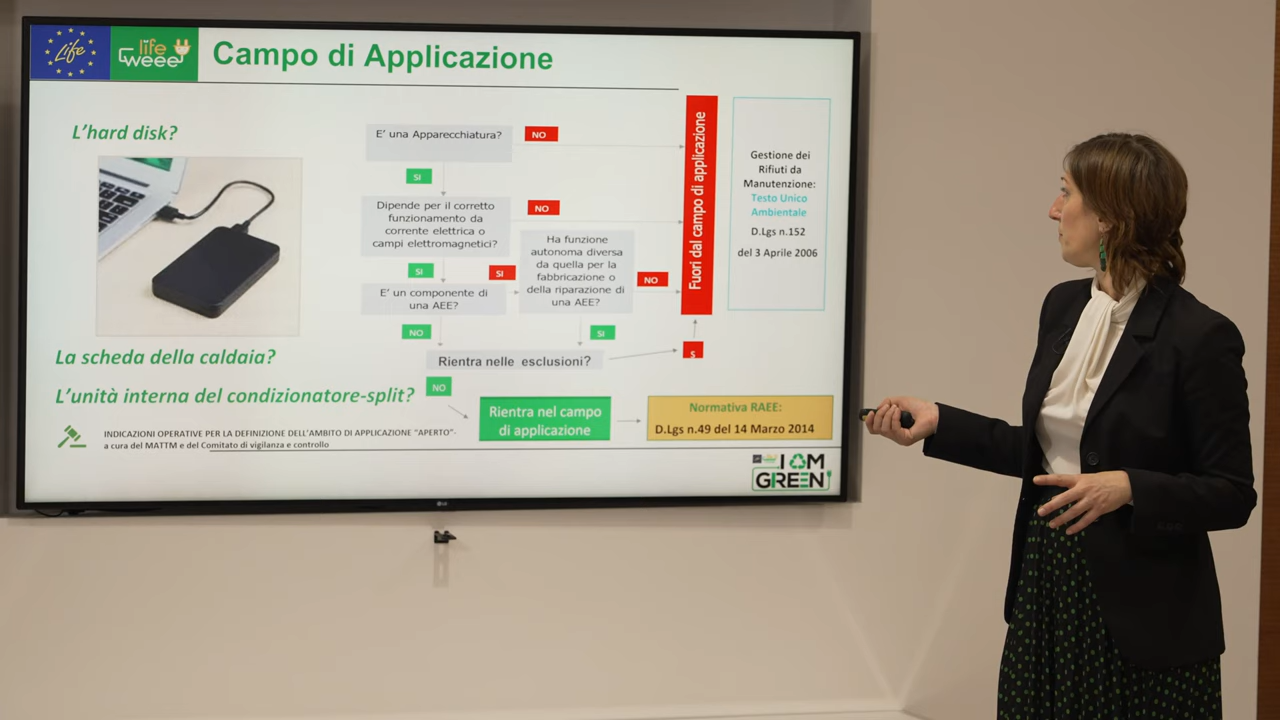 Life
life
weee
Campo di Applicazione
L'hard disk?
E' una Apparecchiatura?
NO
SI
Dipende per il corretto
funzionamento da
corrente elettrica o
campi elettromagnetici?
NO
SI
E' un componente di
una AEE?
SI
Ha funzione
autonoma diversa
da quella per la
fabbricazione o
della riparazione di
una AEE?
NO
NO
SI
Rientra nelle esclusioni?
S
NO
Rientra nel campo
di applicazione
Fuori dal campo di applicazione
Gestione dei
Rifiuti da
Manutenzione:
Testo Unico
Ambientale
D.Lgs n.152
del 3 Aprile 2006
Normativa RAEE:
D.Lgs n.49 del 14 Marzo 2014
La scheda della caldaia?
L'unità interna del condizionatore-split?
INDICAZIONI OPERATIVE PER LA DEFINIZIONE DELL'AMBITO DI APPLICAZIONE "APERTO"-
a cura del MATTM e del Comitato di vigilanza e controllo
I AM
GREEN
LG